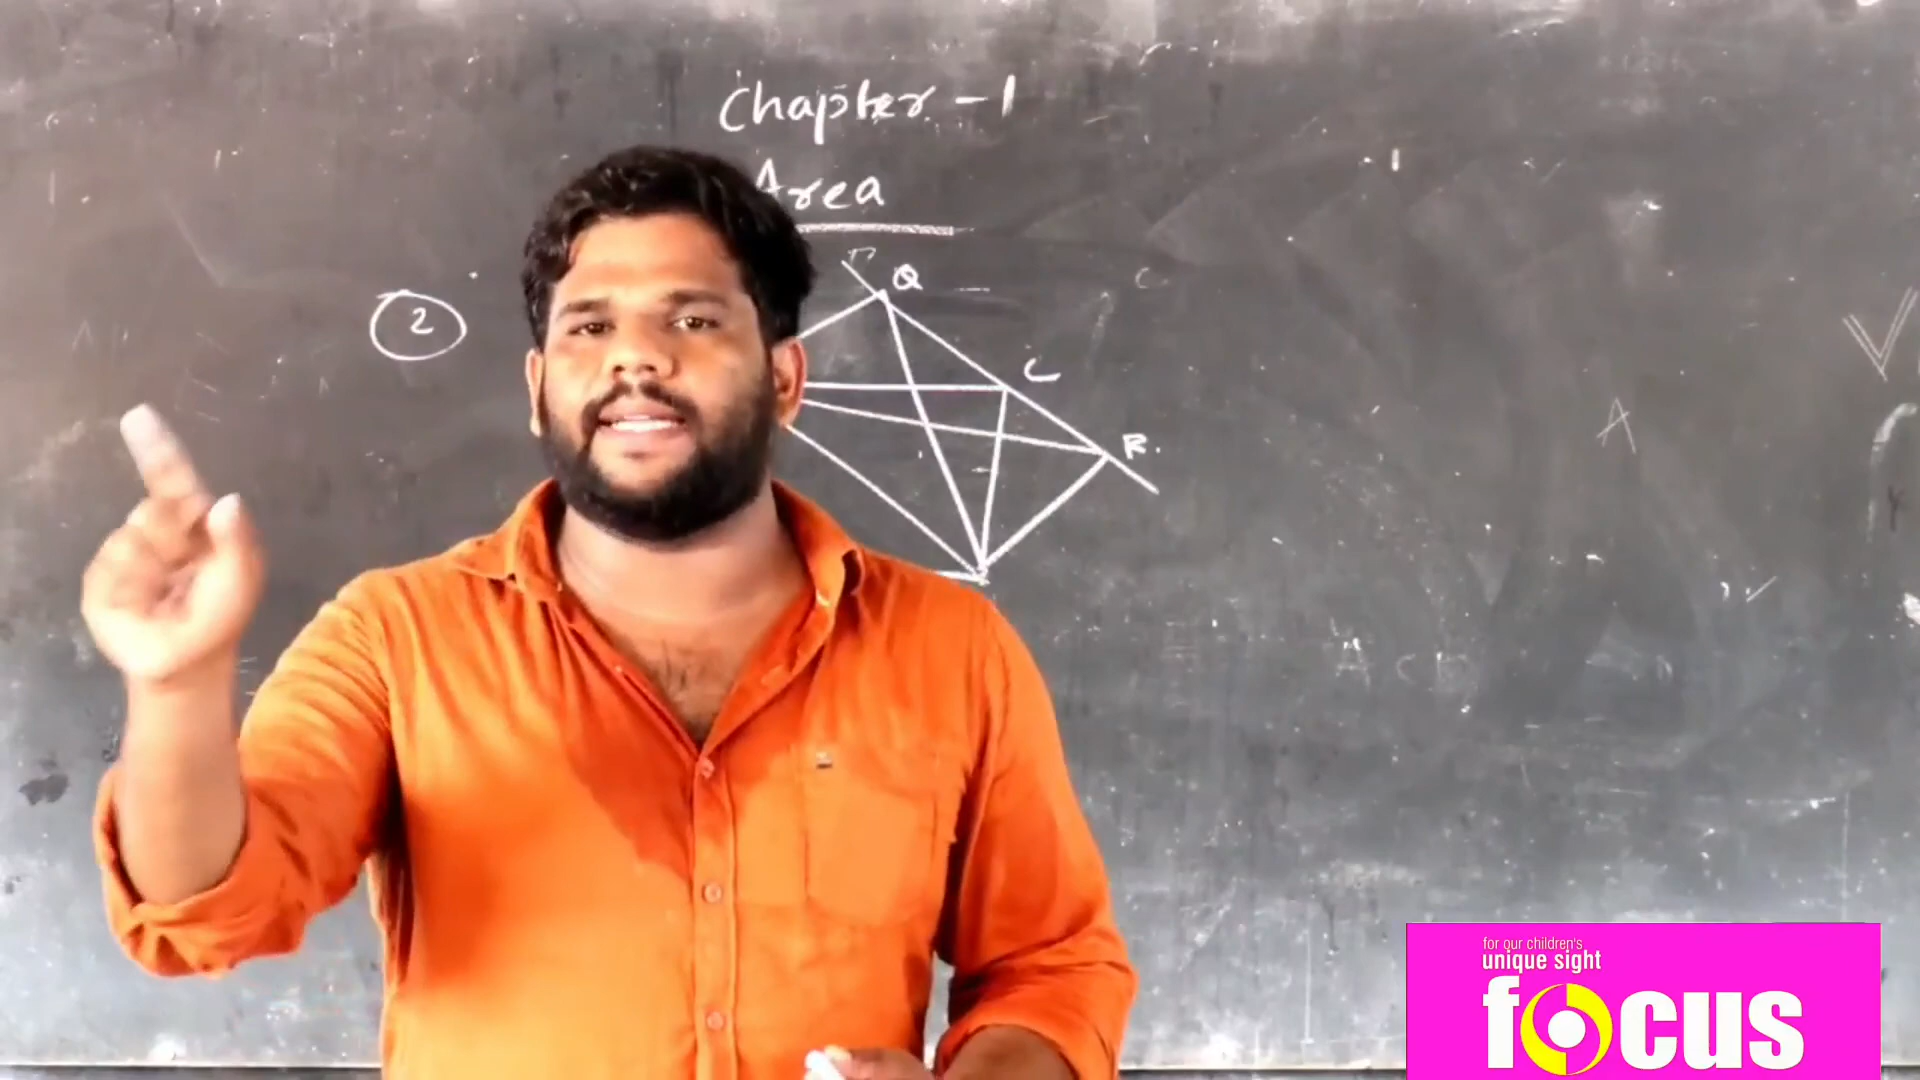 Chapter - 1
Area
2
Q
C
R.
A
for our children's
unique sight
focus